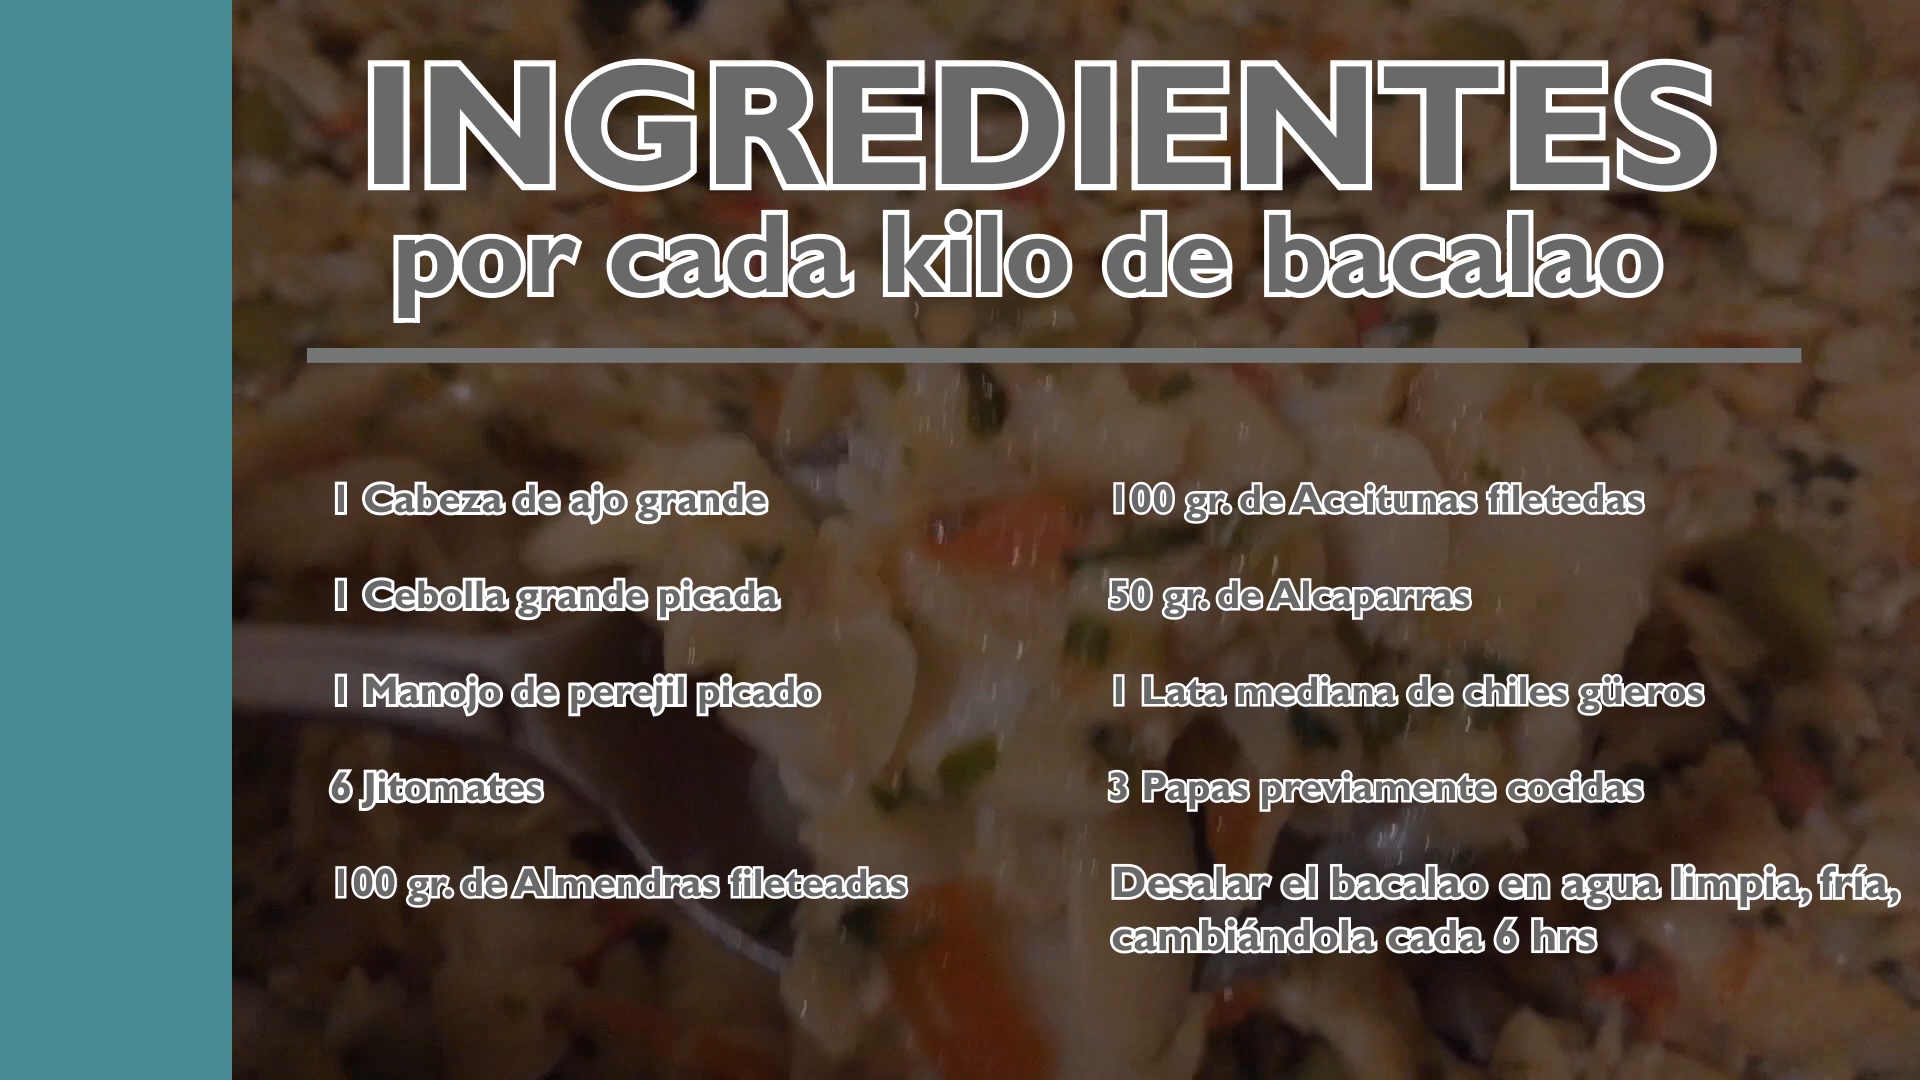 INGREDIENTES
por cada kilo de bacalao
1 Cabeza de ajo grande
1 Cebolla grande picada
1 Manojo de perejil picado
6 Jitomates
100 gr. de Almendras fileteadas
100 gr. de Aceitunas filetedas
50 gr. de Alcaparras
1 Lata mediana de chiles güeros
3 Papas previamente cocidas
Desalar el bacalao en agua limpia, fría,
cambiándola cada 6 hrs